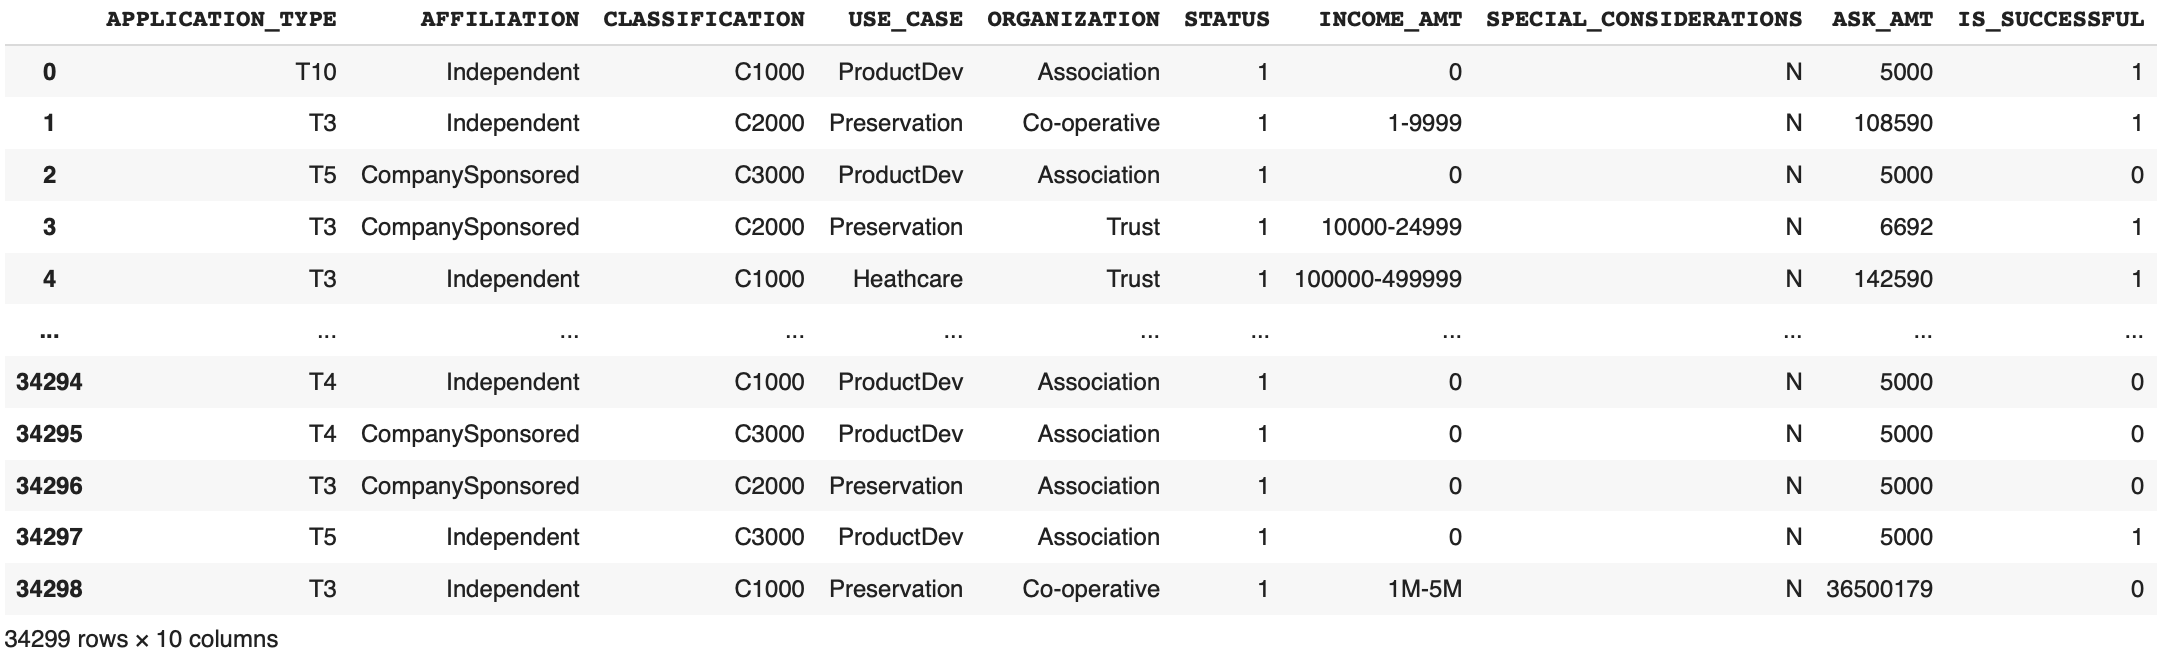 APPLICATION_TYPE AFFILIATION CLASSIFICATION USE_CASE ORGANIZATION STATUS INCOME_AMT SPECIAL_CONSIDERATIONS ASK_AMT IS_SUCCESSFUL
0 T10 Independent C1000 ProductDev Association 1 0 N 5000 1
1 T3 Independent C2000 Preservation Co-operative 1 1-9999 N 108590 1
2 T5 CompanySponsored C3000 ProductDev Association 1 0 N 5000 0
3 T3 CompanySponsored C2000 Preservation Trust 1 10000-24999 N 6692 1
4 T3 Independent C1000 Heathcare Trust 1 100000-499999 N 142590 1
... ... ... ... ... ... ... ... ... ... ...
34294 T4 Independent C1000 ProductDev Association 1 0 N 5000 0
34295 T4 CompanySponsored C3000 ProductDev Association 1 0 N 5000 0
34296 T3 CompanySponsored C2000 Preservation Association 1 0 N 5000 0
34297 T5 Independent C3000 ProductDev Association 1 0 N 5000 1
34298 T3 Independent C1000 Preservation Co-operative 1 1M-5M N 36500179 0
34299 rows × 10 columns